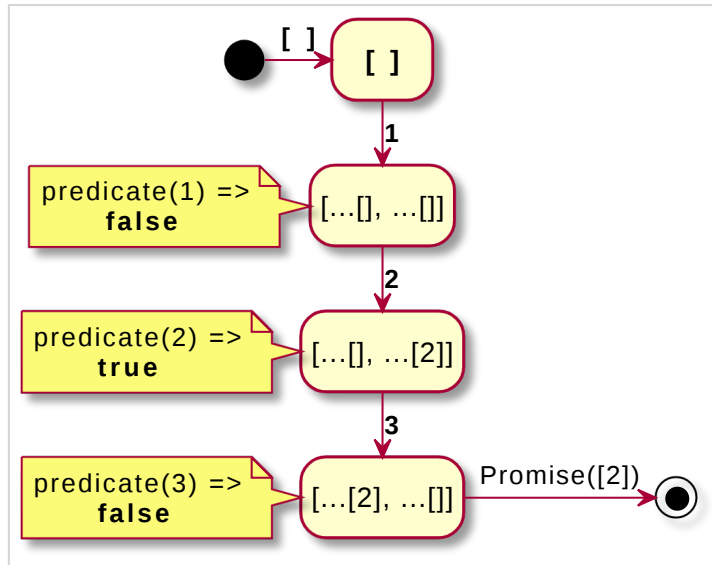 [ ]
[ ]
1
predicate(1) =>
false
[...[], ...[]]
2
predicate(2) =>
true
[...[], ...[2]]
3
predicate(3) =>
false
[...[2], ...[]]
Promise([2])